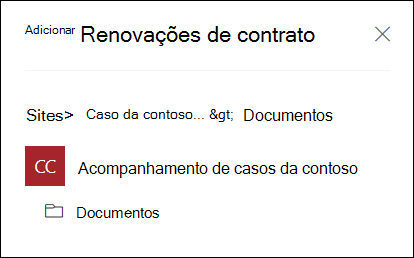 Adicionar Renovações de contrato
Sites> Caso da contoso... &gt; Documentos
CC Acompanhamento de casos da contoso
Documentos